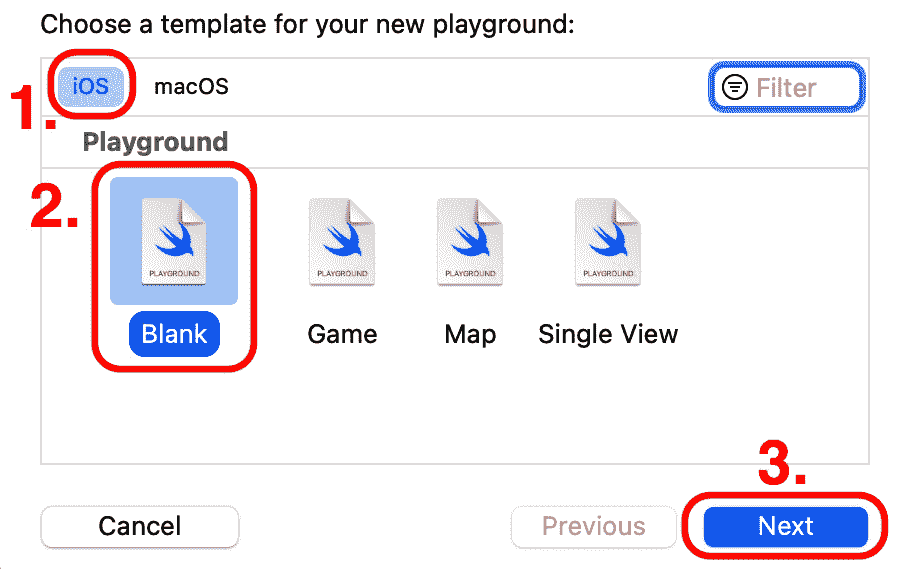 Choose a template for your new playground:
1.
iOS macOS Filter
Playground
2.
PLAYGROUND PLAYGROUND PLAYGROUND PLAYGROUND
Blank Game Map Single View
3.
Cancel Previous Next